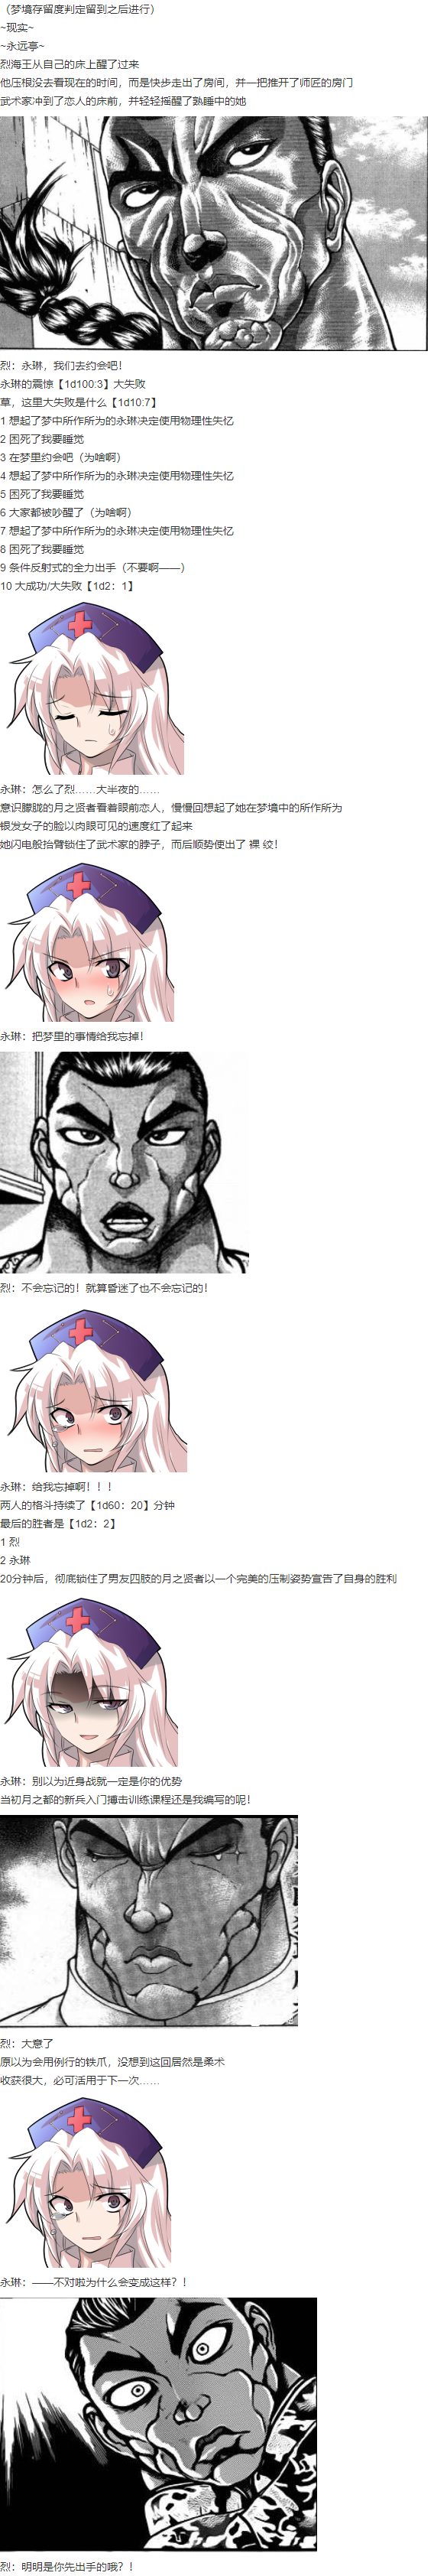 （梦境存留度判定留到之后进行）
~现实~
~永远亭~
烈海王从自己的床上醒了过来
他压根没去看现在的时间，而是快步走出了房间，并一把推开了师匠的房门
武术家冲到了恋人的床前，并轻轻摇醒了熟睡中的她
烈：永琳，我们去约会吧！
永琳的震惊【1d100:3】大失败
草，这里大失败是什么【1d10:7】
1 想起了梦中所作所为的永琳决定使用物理性失忆
2 困死了我要睡觉
3 在梦里约会吧（为啥啊）
4 想起了梦中所作所为的永琳决定使用物理性失忆
5 困死了我要睡觉
6 大家都被吵醒了（为啥啊）
7 想起了梦中所作所为的永琳决定使用物理性失忆
8 困死了我要睡觉
9 条件反射式的全力出手（不要啊——）
10 大成功/大失败【1d2：1】
永琳：怎么了烈……大半夜的……
意识朦胧的月之贤者看着眼前恋人，慢慢回想起了她在梦境中的所作所为
银发女子的脸以肉眼可见的速度红了起来
她闪电般抬臂锁住了武术家的脖子，而后顺势使出了 裸 绞！
永琳：把梦里的事情给我忘掉！
烈：不会忘记的！就算昏迷了也不会忘记的！
永琳：给我忘掉啊！！！
两人的格斗持续了【1d60：20】分钟
最后的胜者是【1d2：2】
1 烈
2 永琳
20分钟后，彻底锁住了男友四肢的月之贤者以一个完美的压制姿势宣告了自身的胜利
永琳：别以为近身战就一定是你的优势
当初月之都的新兵入门搏击训练课程还是我编写的呢！
烈：大意了
原以为会用例行的铁爪，没想到这回居然是柔术
收获很大，必可活用于下一次……
永琳：——不对啦为什么会变成这样？！
烈：明明是你先出手的哦？！